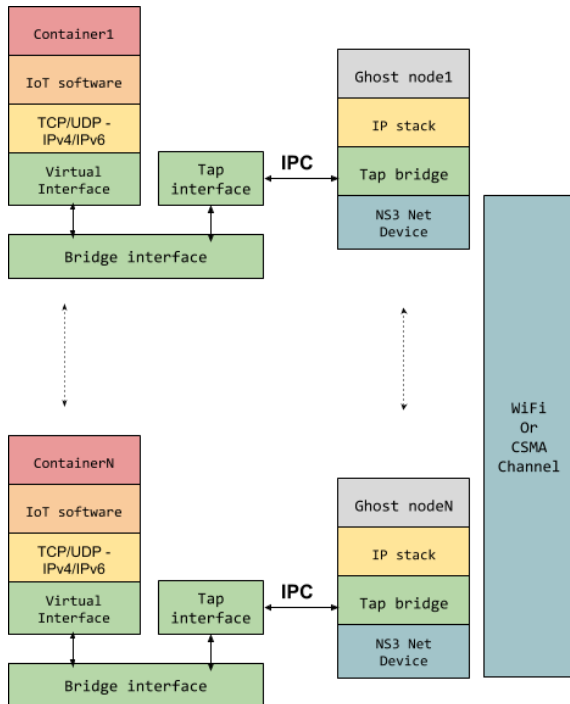 Container1
IoT software
TCP/UDP -
IPv4/IPv6
Virtual
Interface
Tap
interface
Bridge interface
IPC
Ghost node1
IP stack
Tap bridge
NS3 Net
Device
WiFi
Or
CSMA
Channel
ContainerN
IoT software
TCP/UDP -
IPv4/IPv6
Virtual
Interface
Tap
interface
Bridge interface
IPC
Ghost nodeN
IP stack
Tap bridge
NS3 Net
Device